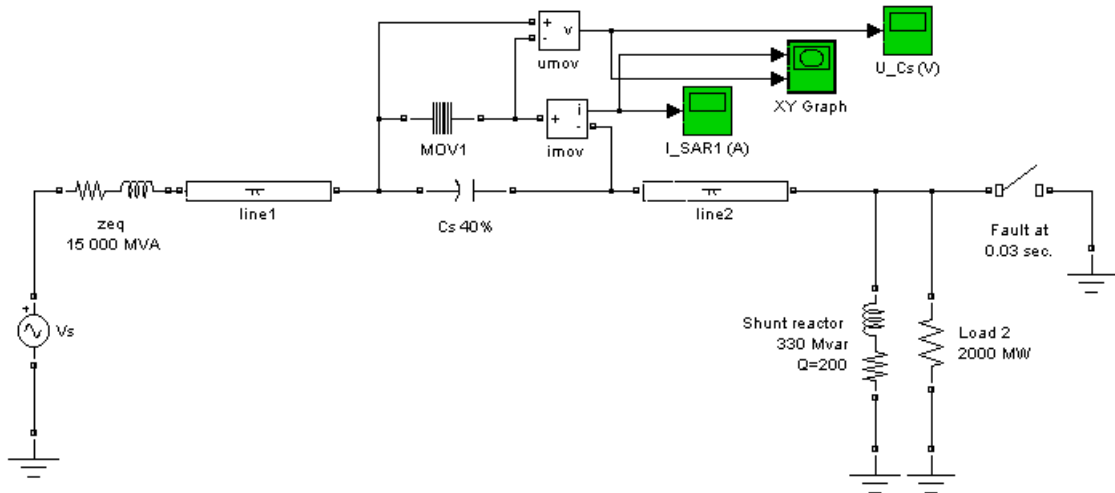 +
-
v
umov
U_Cs (V)
XY Graph
MOV1
+
i
-
imov
I_SAR1 (A)
zeq
15 000 MVA
line1
Cs 40%
line2
Fault at
0.03 sec.
+
Vs
Shunt reactor
330 Mvar
Q=200
Load 2
2000 MW